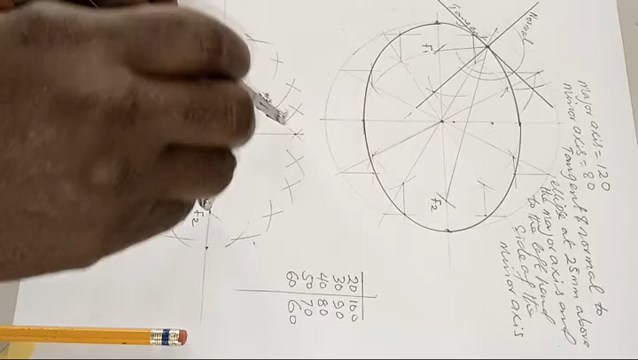 major axis = 120
minor axis = 80
Tangent & normal to
ellipse at 25mm above
the major axis and
to the left hand
side of the
minor axis
Tangent
Normal
F1
F2
F2
20 100
30 90
40 80
50 70
60 60